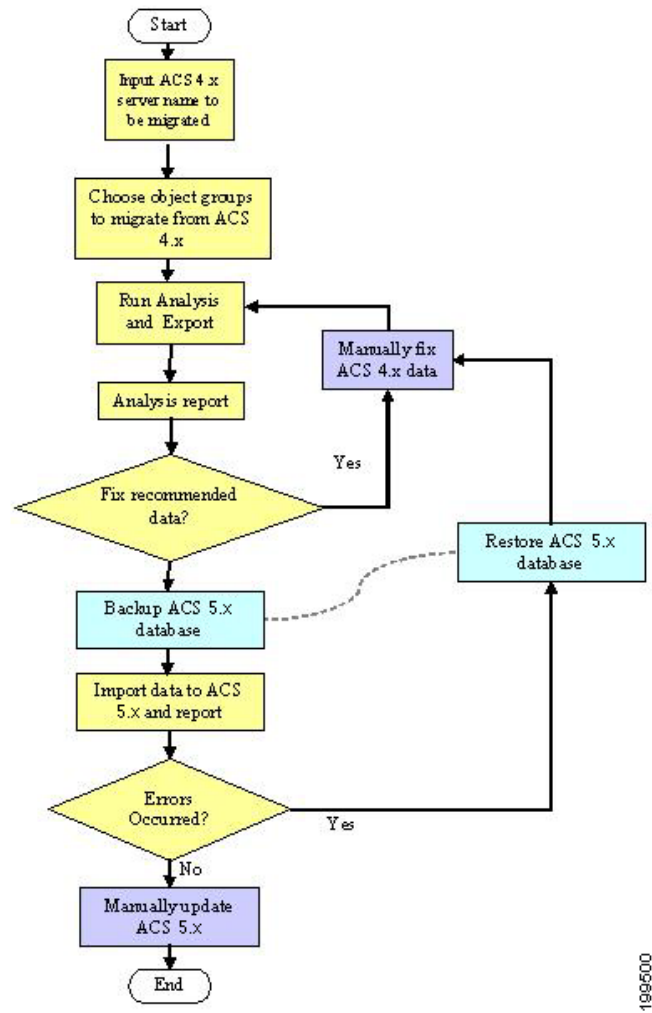 Start
Input ACS 4.x
server name to
be migrated
Choose object groups
to migrate from ACS
4.x
Run Analysis
and Export
Manually fix
ACS 4.x data
Analysis report
Yes
Fix recommended
data?
Restore ACS 5.x
database
Backup ACS 5.x
database
Import data to ACS
5.x and report
Errors
Occurred?
Yes
No
Manually update
ACS 5.x
End
199500